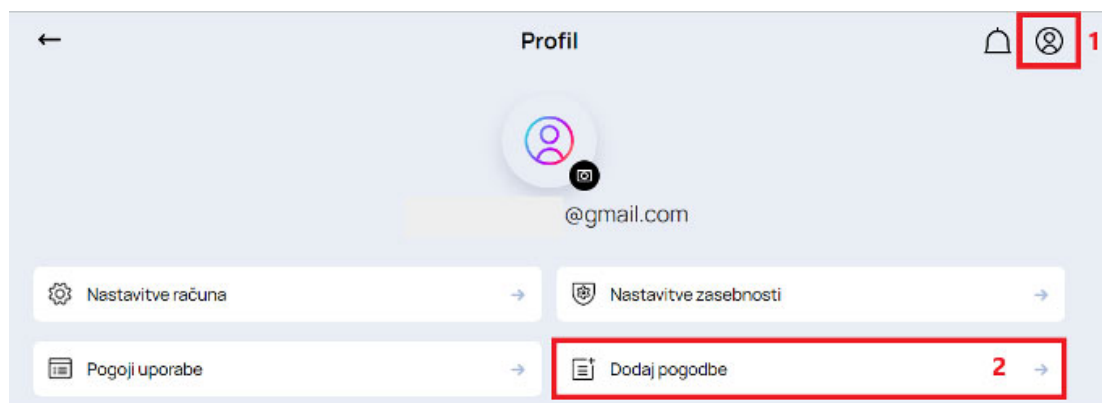 Profil
1
@gmail.com
Nastavitve računa
Nastavitve zasebnosti
Pogoji uporabe
Dodaj pogodbe
2